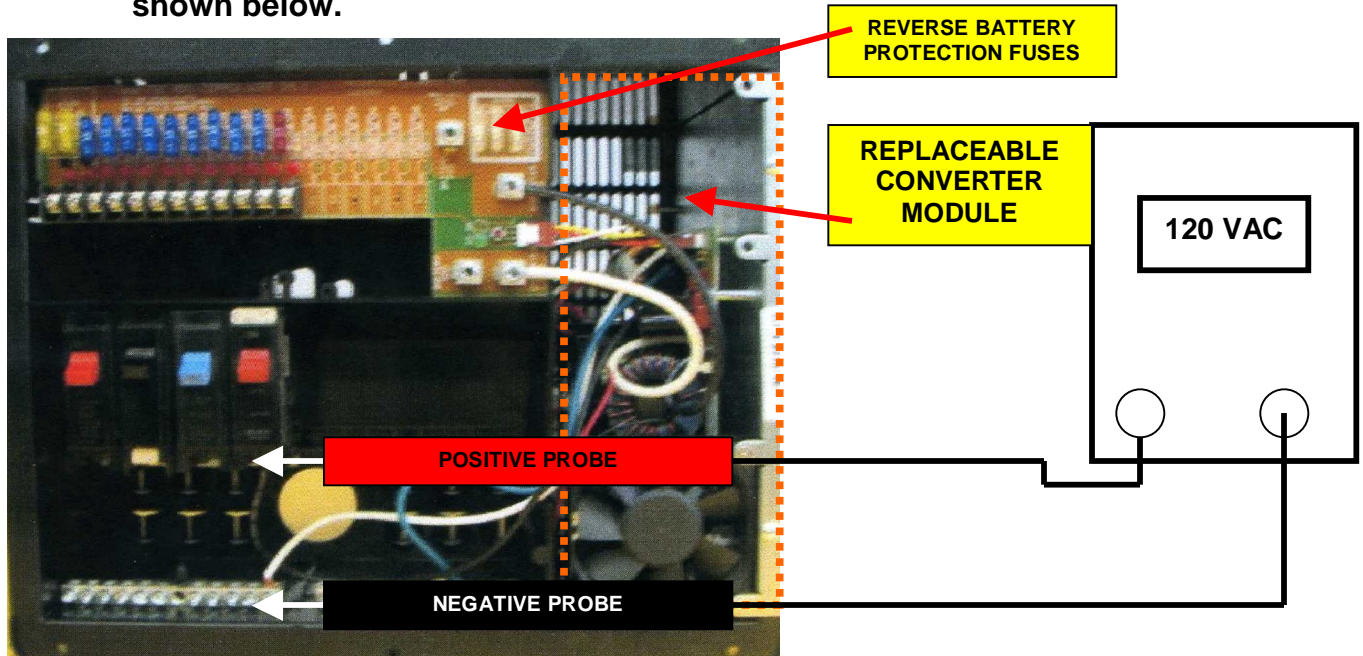 shown below.
REVERSE BATTERY
PROTECTION FUSES
REPLACEABLE
CONVERTER
MODULE
120 VAC
POSITIVE PROBE
NEGATIVE PROBE